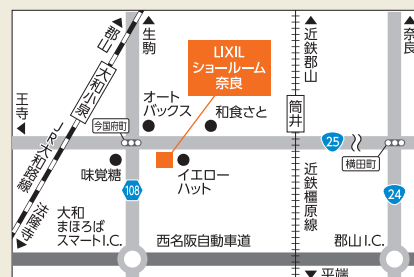 郡山
生駒
LIXIL
ショールーム
奈良
近鉄郡山
奈良
大和小泉
王寺
オート
バックス
和食さと
筒井
今国府町
25
横田町
JR大和路線
味覚糖
イエロー
ハット
108
近鉄橿原線
24
法隆寺
大和
まほろば
スマートI.C.
西名阪自動車道
郡山I.C.
平端